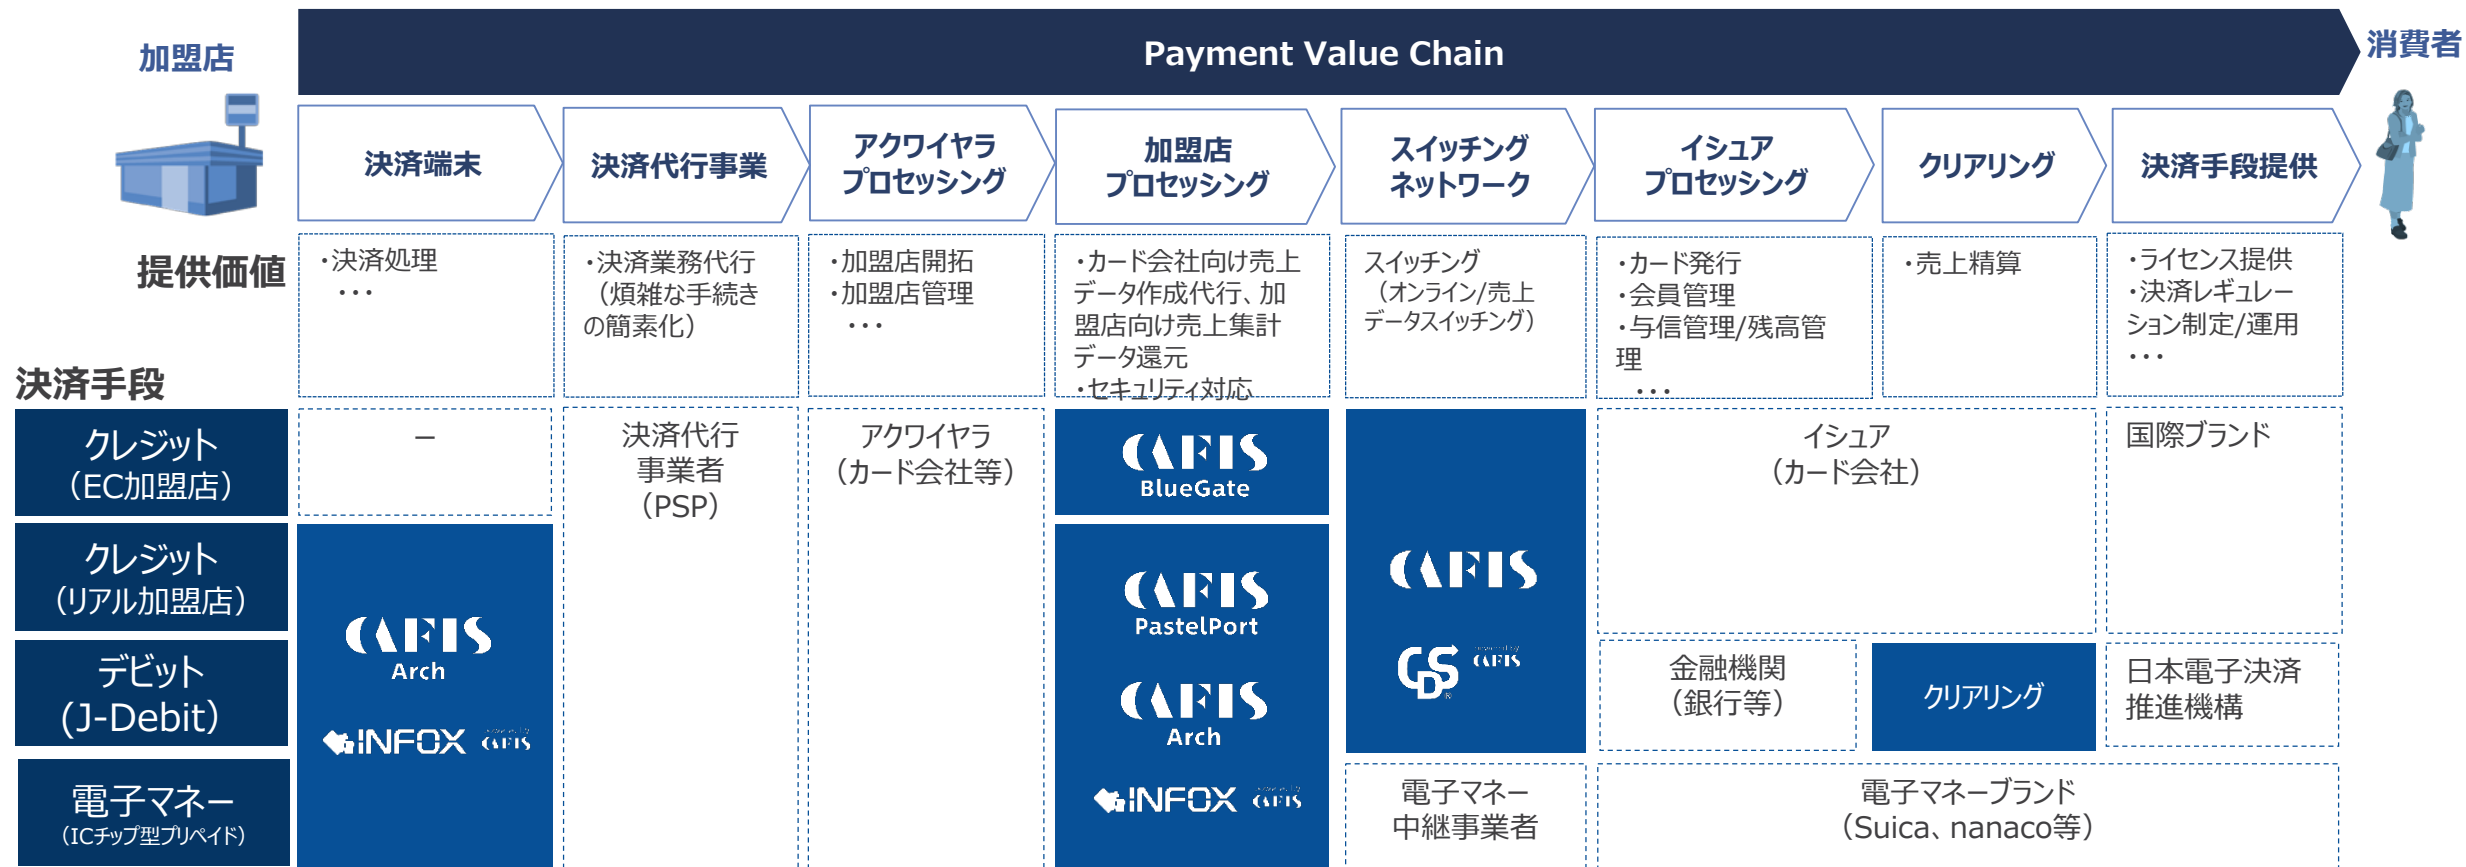 加盟店
Payment Value Chain
消費者
決済端末
決済代行事業
アクワイヤラ
プロセッシング
加盟店
プロセッシング
スイッチング
ネットワーク
イシュア
プロセッシング
クリアリング
決済手段提供
提供価値
・決済処理
・・・
・決済業務代行
（煩雑な手続き
の簡素化）
・加盟店開拓
・加盟店管理
・・・
・カード会社向け売上
データ作成代行、加
盟店向け売上集計
データ還元
・セキュリティ対応
スイッチング
（オンライン/売上
データスイッチング）
・カード発行
・会員管理
・与信管理/残高管
理
・・・
・売上精算
・ライセンス提供
・決済レギュレー
ション制定/運用
・・・
決済手段
クレジット
（EC加盟店）
－
決済代行
事業者
（PSP）
アクワイヤラ
（カード会社等）
CAFIS
BlueGate
イシュア
（カード会社）
国際ブランド
クレジット
（リアル加盟店）
CAFIS
Arch
INFOX
powered by
CAFIS
CAFIS
PastelPort
CAFIS
Arch
INFOX
powered by
CAFIS
CAFIS
CDS®
powered by
CAFIS
デビット
(J-Debit）
金融機関
（銀行等）
クリアリング
日本電子決済
推進機構
電子マネー
（ICチップ型プリペイド）
電子マネー
中継事業者
電子マネーブランド
（Suica、nanaco等）